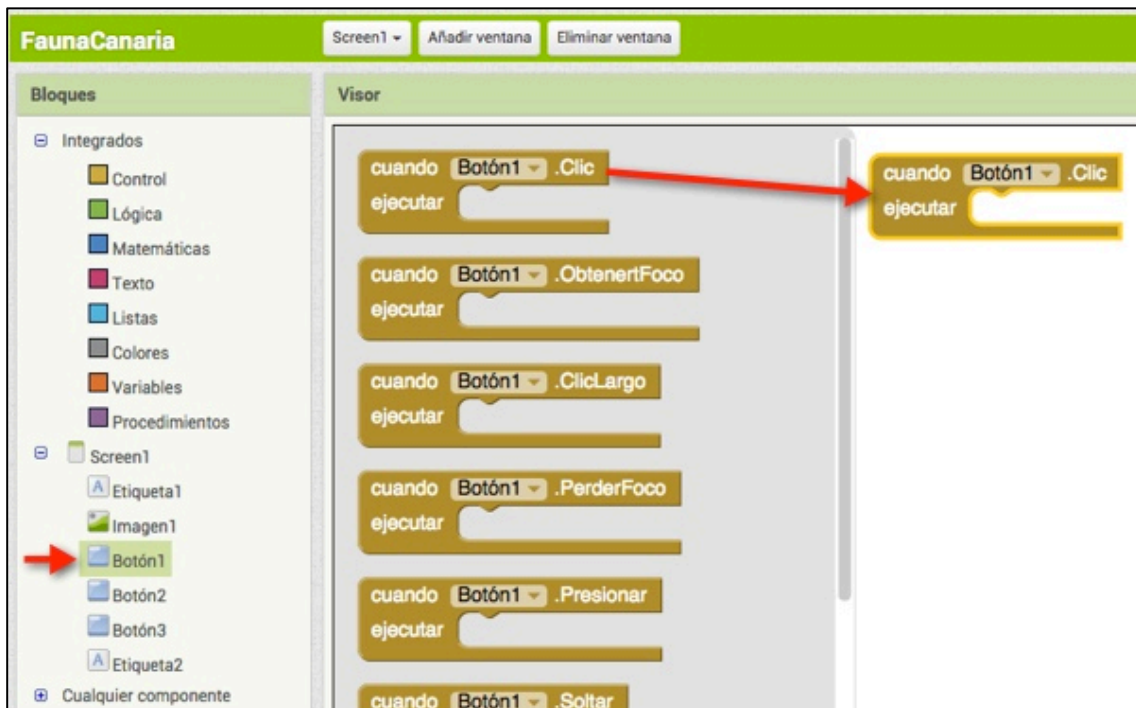 FaunaCanaria
Screen1
Añadir ventana
Eliminar ventana
Bloques
Visor
Integrados
Control
Lógica
Matemáticas
Texto
Listas
Colores
Variables
Procedimientos
Screen1
Etiqueta1
Imagen1
Botón1
Botón2
Botón3
Etiqueta2
Cualquier componente
cuando Botón1 .Clic
ejecutar
cuando Botón1 .ObtenertFoco
ejecutar
cuando Botón1 .ClicLargo
ejecutar
cuando Botón1 .PerderFoco
ejecutar
cuando Botón1 .Presionar
ejecutar
cuando Botón1 .Soltar
cuando Botón1 .Clic
ejecutar